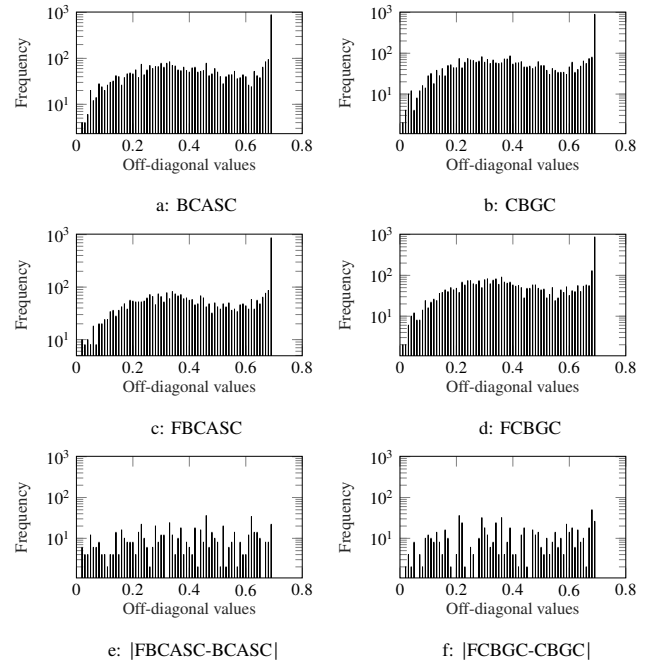 10³ 10³
10² 10²
10¹ 10¹
Frequency Frequency
0 0.2 0.4 0.6 0.8 0 0.2 0.4 0.6 0.8
Off-diagonal values Off-diagonal values
a: BCASC b: CBGC
10³ 10³
10² 10²
10¹ 10¹
Frequency Frequency
0 0.2 0.4 0.6 0.8 0 0.2 0.4 0.6 0.8
Off-diagonal values Off-diagonal values
c: FBCASC d: FCBGC
10³ 10³
10² 10²
10¹ 10¹
Frequency Frequency
0 0.2 0.4 0.6 0.8 0 0.2 0.4 0.6 0.8
Off-diagonal values Off-diagonal values
e: |FBCASC-BCASC| f: |FCBGC-CBGC|